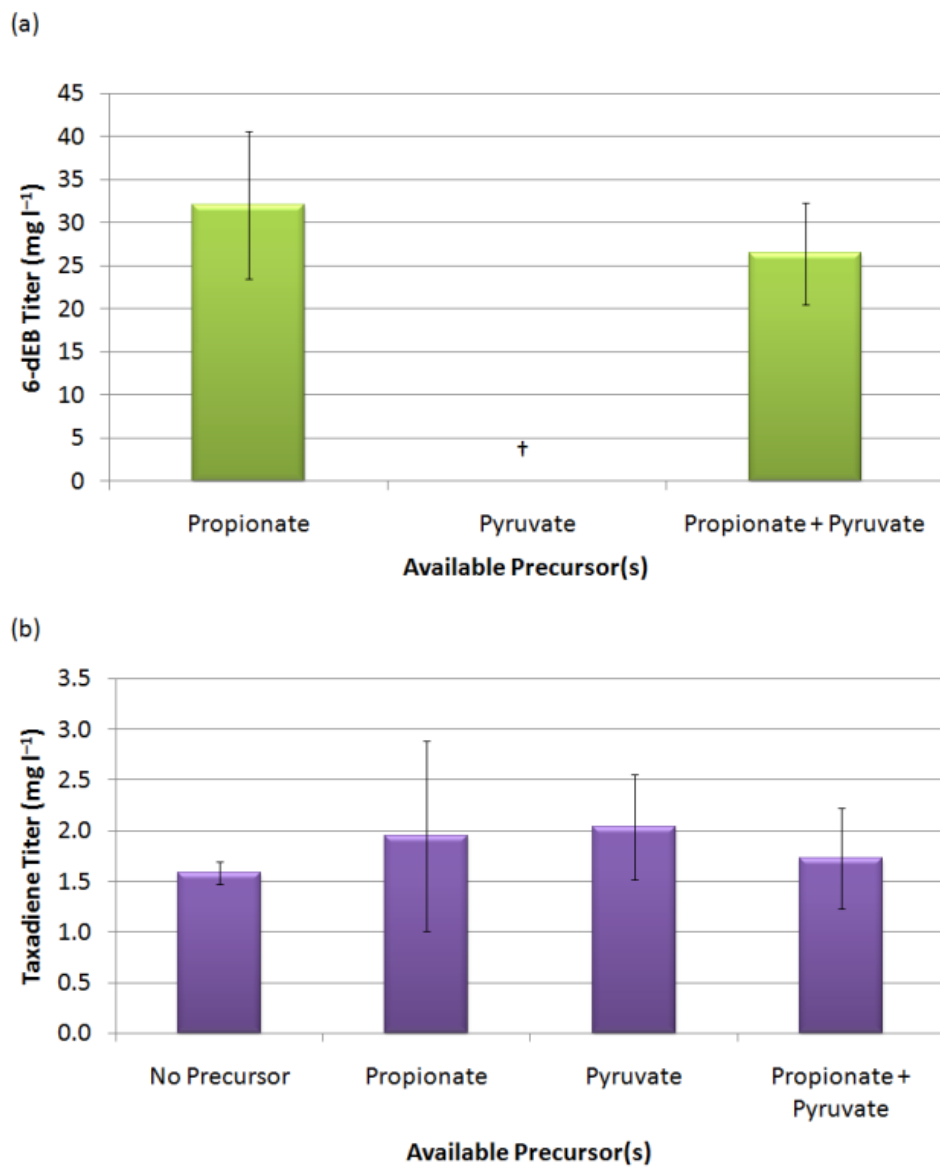 (a)
45
40
35
30
25
20
15
10
5
0
6-dEB Titer (mg l⁻¹)
†
Propionate
Pyruvate
Propionate + Pyruvate
Available Precursor(s)
(b)
3.5
3.0
2.5
2.0
1.5
1.0
0.5
0.0
Taxadiene Titer (mg l⁻¹)
No Precursor
Propionate
Pyruvate
Propionate +
Pyruvate
Available Precursor(s)